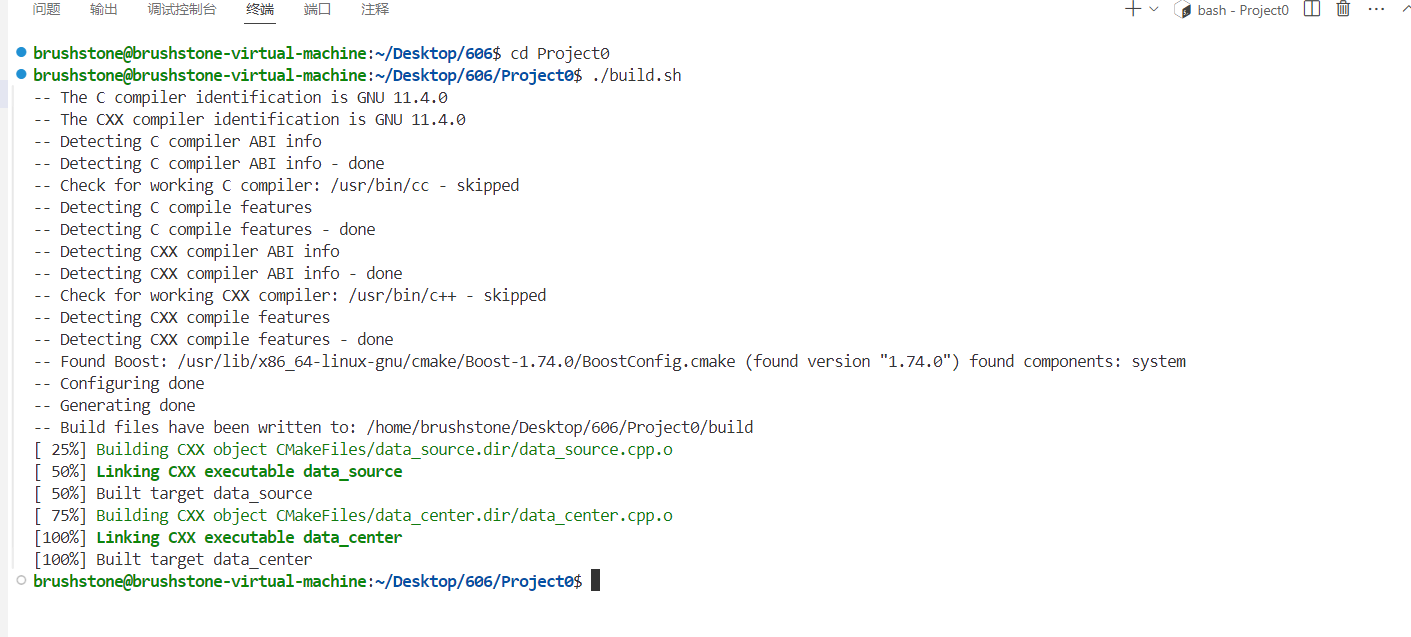 问题 输出 调试控制台 终端 端口 注释 bash - Project0
brushstone@brushstone-virtual-machine:~/Desktop/606$ cd Project0
brushstone@brushstone-virtual-machine:~/Desktop/606/Project0$ ./build.sh
-- The C compiler identification is GNU 11.4.0
-- The CXX compiler identification is GNU 11.4.0
-- Detecting C compiler ABI info
-- Detecting C compiler ABI info - done
-- Check for working C compiler: /usr/bin/cc - skipped
-- Detecting C compile features
-- Detecting C compile features - done
-- Detecting CXX compiler ABI info
-- Detecting CXX compiler ABI info - done
-- Check for working CXX compiler: /usr/bin/c++ - skipped
-- Detecting CXX compile features
-- Detecting CXX compile features - done
-- Found Boost: /usr/lib/x86_64-linux-gnu/cmake/Boost-1.74.0/BoostConfig.cmake (found version "1.74.0") found components: system
-- Configuring done
-- Generating done
-- Build files have been written to: /home/brushstone/Desktop/606/Project0/build
[ 25%] Building CXX object CMakeFiles/data_source.dir/data_source.cpp.o
[ 50%] Linking CXX executable data_source
[ 50%] Built target data_source
[ 75%] Building CXX object CMakeFiles/data_center.dir/data_center.cpp.o
[100%] Linking CXX executable data_center
[100%] Built target data_center
brushstone@brushstone-virtual-machine:~/Desktop/606/Project0$